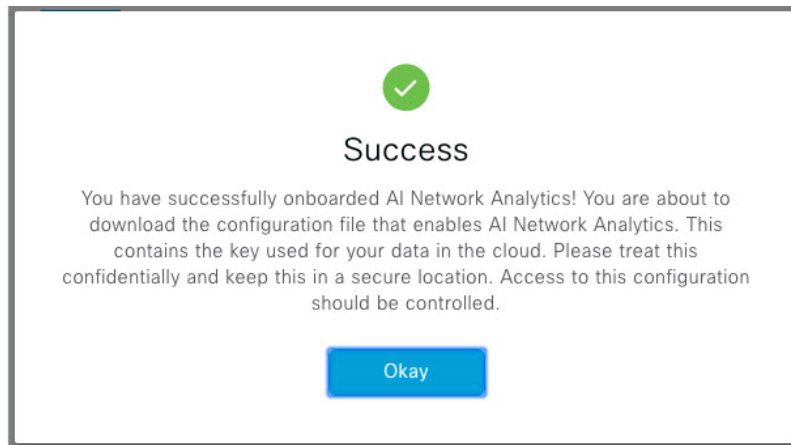 Success
You have successfully onboarded AI Network Analytics! You are about to
download the configuration file that enables AI Network Analytics. This
contains the key used for your data in the cloud. Please treat this
confidentially and keep this in a secure location. Access to this configuration
should be controlled.
Okay